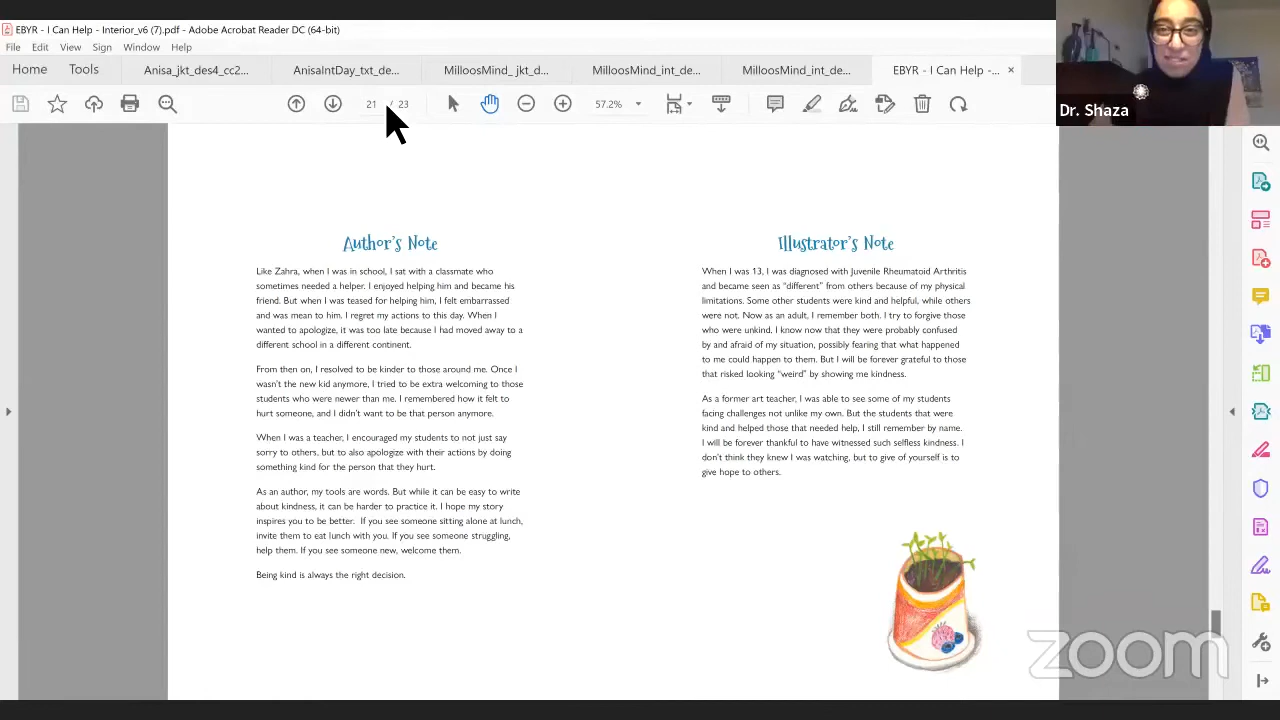 EBYR - I Can Help - Interior_v6 (7).pdf - Adobe Acrobat Reader DC (64-bit)
File Edit View Sign Window Help
Home Tools Anisa_jkt_des4_cc2... AnisaIntDay_txt_de... MilloosMind_ jkt_d... MilloosMind_int_de... MilloosMind_int_de... EBYR - I Can Help -... ×
21 / 23 57.2%
Dr. Shaza
Author's Note
Like Zahra, when I was in school, I sat with a classmate who
sometimes needed a helper. I enjoyed helping him and became his
friend. But when I was teased for helping him, I felt embarrassed
and was mean to him. I regret my actions to this day. When I
wanted to apologize, it was too late because I had moved away to a
different school in a different continent.
From then on, I resolved to be kinder to those around me. Once I
wasn't the new kid anymore, I tried to be extra welcoming to those
students who were newer than me. I remembered how it felt to
hurt someone, and I didn't want to be that person anymore.
When I was a teacher, I encouraged my students to not just say
sorry to others, but to also apologize with their actions by doing
something kind for the person that they hurt.
As an author, my tools are words. But while it can be easy to write
about kindness, it can be harder to practice it. I hope my story
inspires you to be better.  If you see someone sitting alone at lunch,
invite them to eat lunch with you. If you see someone struggling,
help them. If you see someone new, welcome them.
Being kind is always the right decision.
Illustrator's Note
When I was 13, I was diagnosed with Juvenile Rheumatoid Arthritis
and became seen as “different” from others because of my physical
limitations. Some other students were kind and helpful, while others
were not. Now as an adult, I remember both. I try to forgive those
who were unkind. I know now that they were probably confused
by and afraid of my situation, possibly fearing that what happened
to me could happen to them. But I will be forever grateful to those
that risked looking “weird” by showing me kindness.
As a former art teacher, I was able to see some of my students
facing challenges not unlike my own. But the students that were
kind and helped those that needed help, I still remember by name.
I will be forever thankful to have witnessed such selfless kindness. I
don't think they knew I was watching, but to give of yourself is to
give hope to others.
zoom